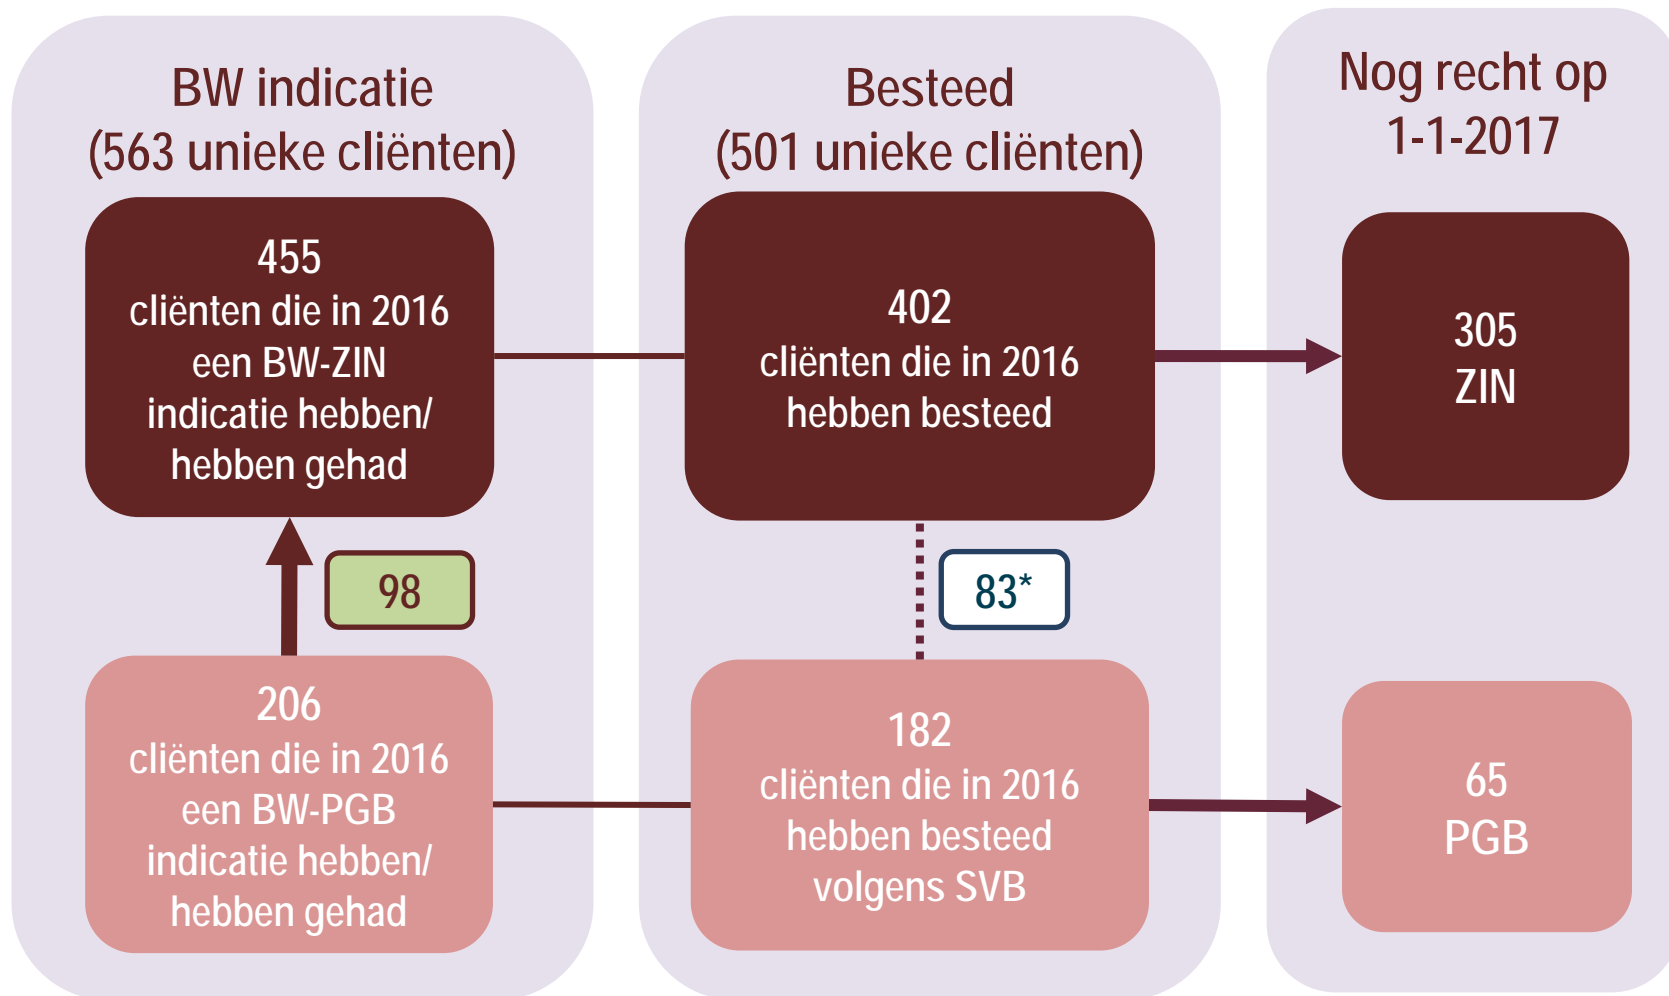 BW indicatie
(563 unieke cliënten)
455
cliënten die in 2016
een BW-ZIN
indicatie hebben/
hebben gehad
98
206
cliënten die in 2016
een BW-PGB
indicatie hebben/
hebben gehad
Besteed
(501 unieke cliënten)
402
cliënten die in 2016
hebben besteed
83*
182
cliënten die in 2016
hebben besteed
volgens SVB
Nog recht op
1-1-2017
305
ZIN
65
PGB